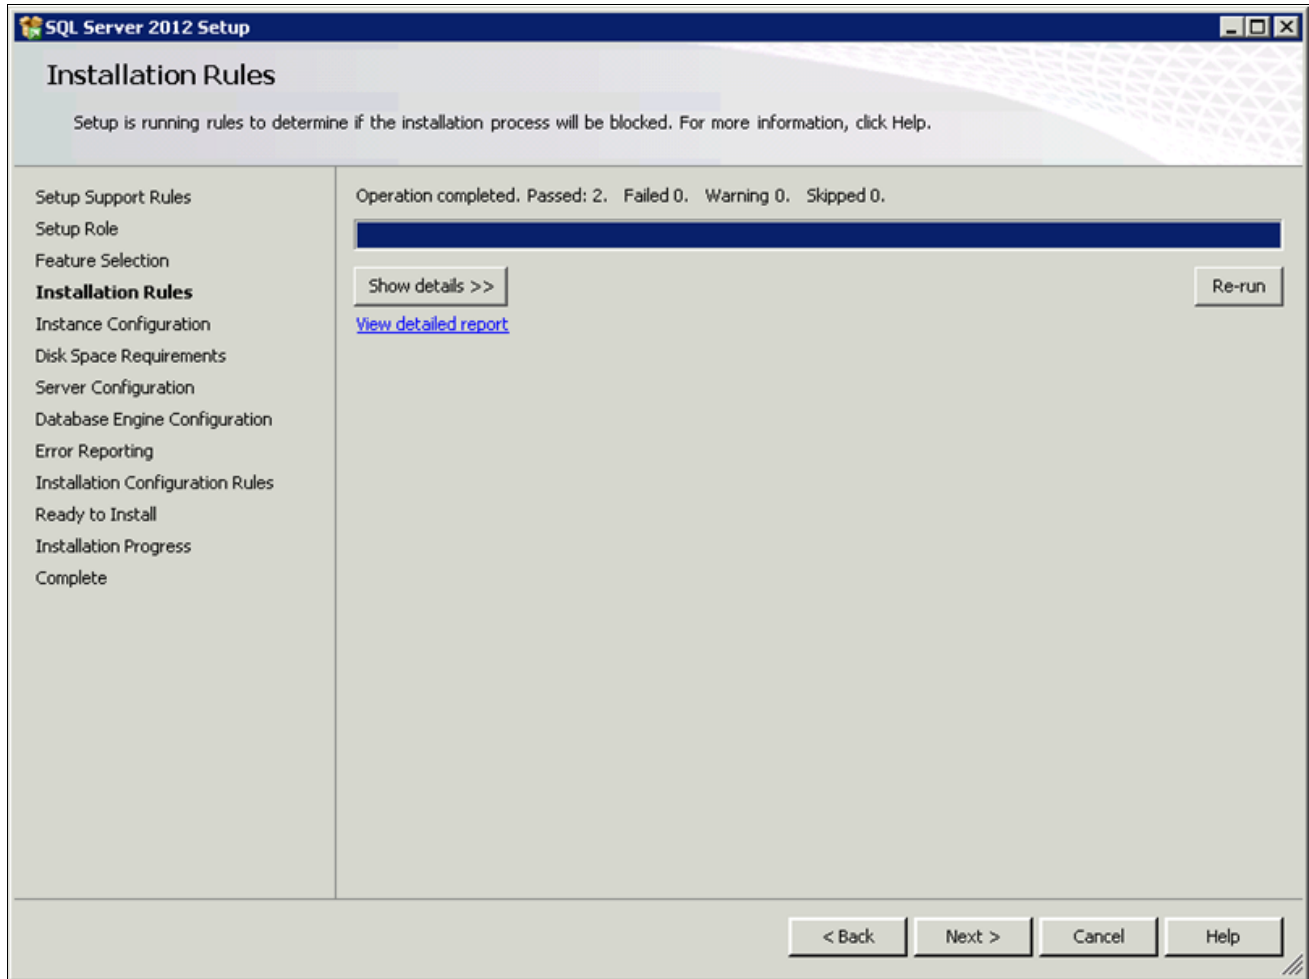 SQL Server 2012 Setup
Installation Rules
Setup is running rules to determine if the installation process will be blocked. For more information, click Help.
Setup Support Rules
Setup Role
Feature Selection
Installation Rules
Instance Configuration
Disk Space Requirements
Server Configuration
Database Engine Configuration
Error Reporting
Installation Configuration Rules
Ready to Install
Installation Progress
Complete
Operation completed. Passed: 2. Failed 0. Warning 0. Skipped 0.
Show details >>
Re-run
View detailed report
< Back
Next >
Cancel
Help